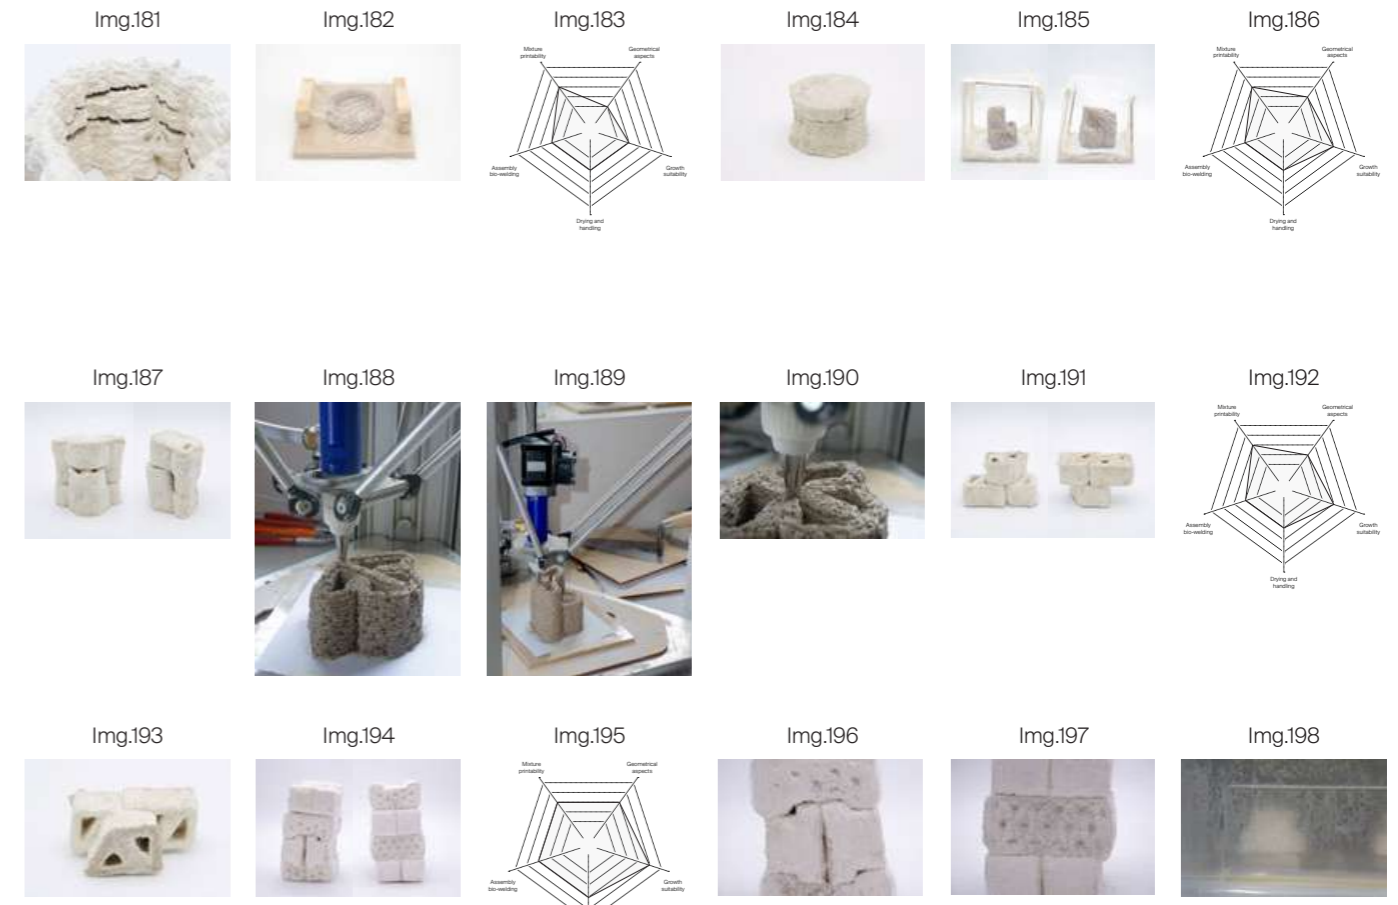 Img.181
Img.182
Img.183
Img.184
Img.185
Img.186
Mixture
printability
Geometrical
aspects
Assembly
bio-welding
Growth
suitability
Drying and
handling
Mixture
printability
Geometrical
aspects
Assembly
bio-welding
Growth
suitability
Drying and
handling
Img.187
Img.188
Img.189
Img.190
Img.191
Img.192
Mixture
printability
Geometrical
aspects
Assembly
bio-welding
Growth
suitability
Drying and
handling
Img.193
Img.194
Img.195
Img.196
Img.197
Img.198
Mixture
printability
Geometrical
aspects
Assembly
bio-welding
Growth
suitability